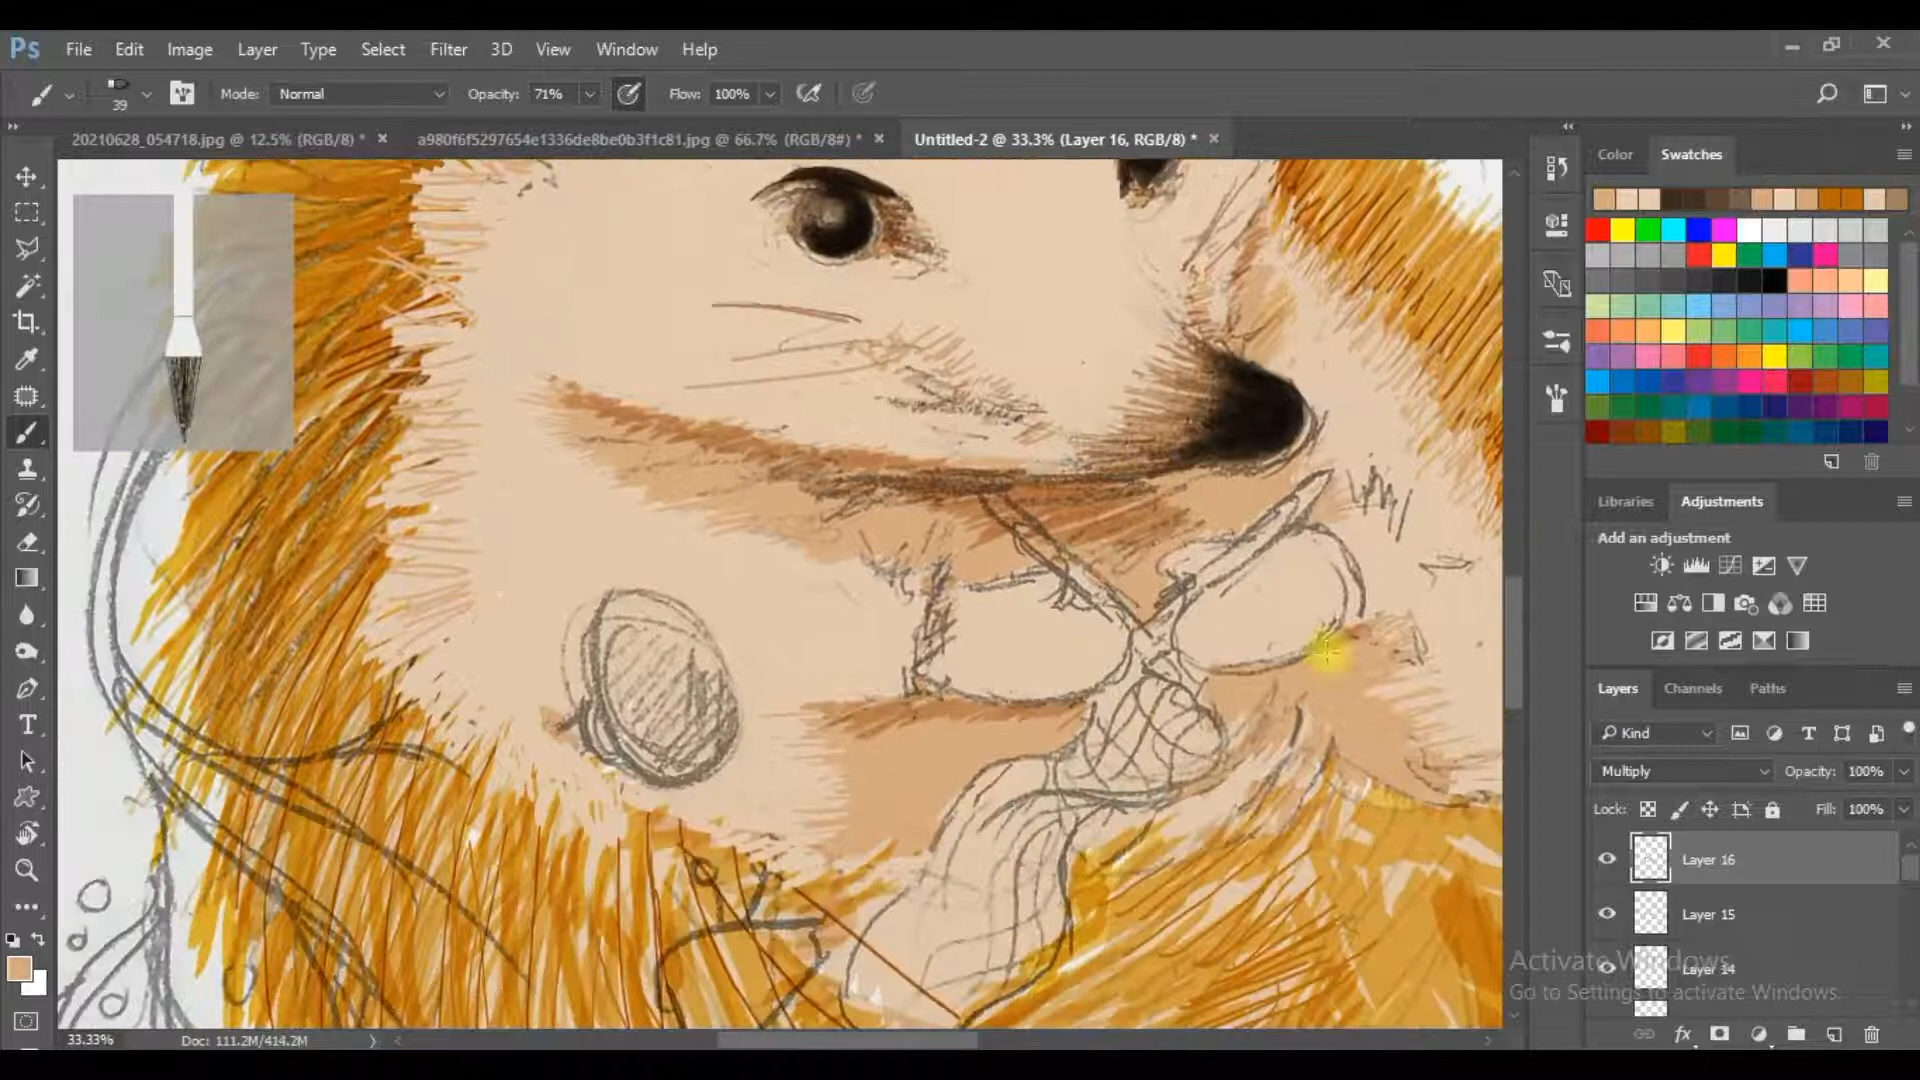 Ps File Edit Image Layer Type Select Filter 3D View Window Help
39 Mode: Normal Opacity: 71% Flow: 100%
20210628_054718.jpg @ 12.5% (RGB/8) * a980f6f5297654e1336de8be0b3f1c81.jpg @ 66.7% (RGB/8#) * Untitled-2 @ 33.3% (Layer 16, RGB/8) *
Color Swatches
Libraries Adjustments
Add an adjustment
Layers Channels Paths
Kind
Multiply Opacity: 100%
Lock: Fill: 100%
Layer 16
Layer 15
Layer 14
Activate Windows
Go to Settings to activate Windows.
33.33% Doc: 111.2M/414.2M